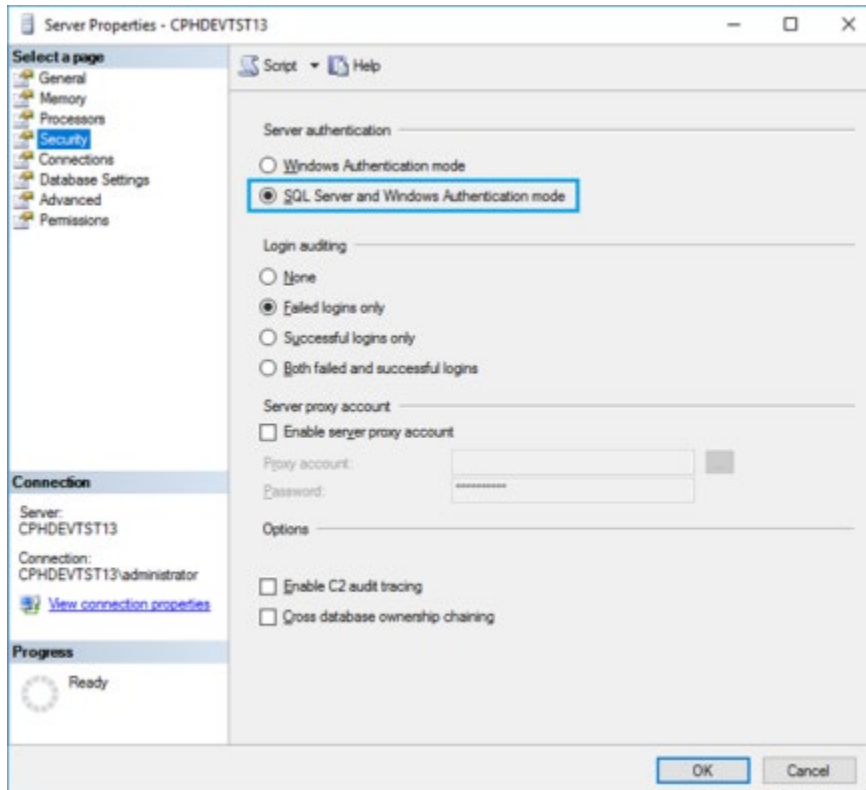 Server Properties - CPHDEVTST13
Select a page
General
Memory
Processors
Security
Connections
Database Settings
Advanced
Permissions
Script
Help
Server authentication
Windows Authentication mode
SQL Server and Windows Authentication mode
Login auditing
None
Failed logins only
Successful logins only
Both failed and successful logins
Server proxy account
Enable server proxy account
Proxy account:
...
Password:
**********
Options
Enable C2 audit tracing
Cross database ownership chaining
Connection
Server:
CPHDEVTST13
Connection:
CPHDEVTST13\administrator
View connection properties
Progress
Ready
OK
Cancel